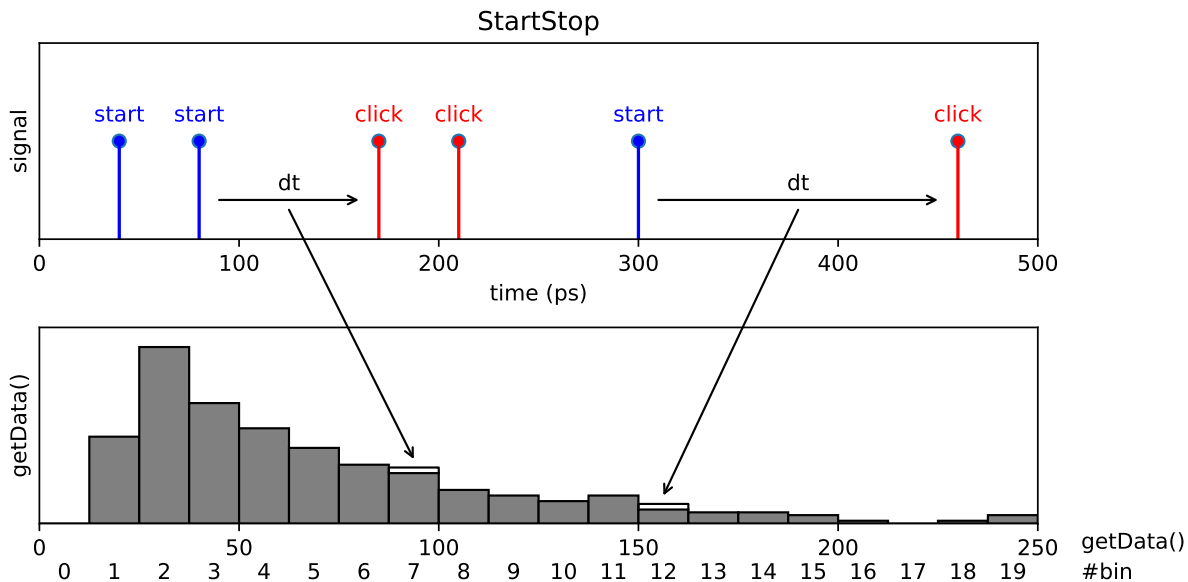 StartStop
start start click click start click
signal
dt dt
0 100 200 300 400 500
time (ps)
getData()
0 50 100 150 200 250 getData()
0 1 2 3 4 5 6 7 8 9 10 11 12 13 14 15 16 17 18 19 #bin